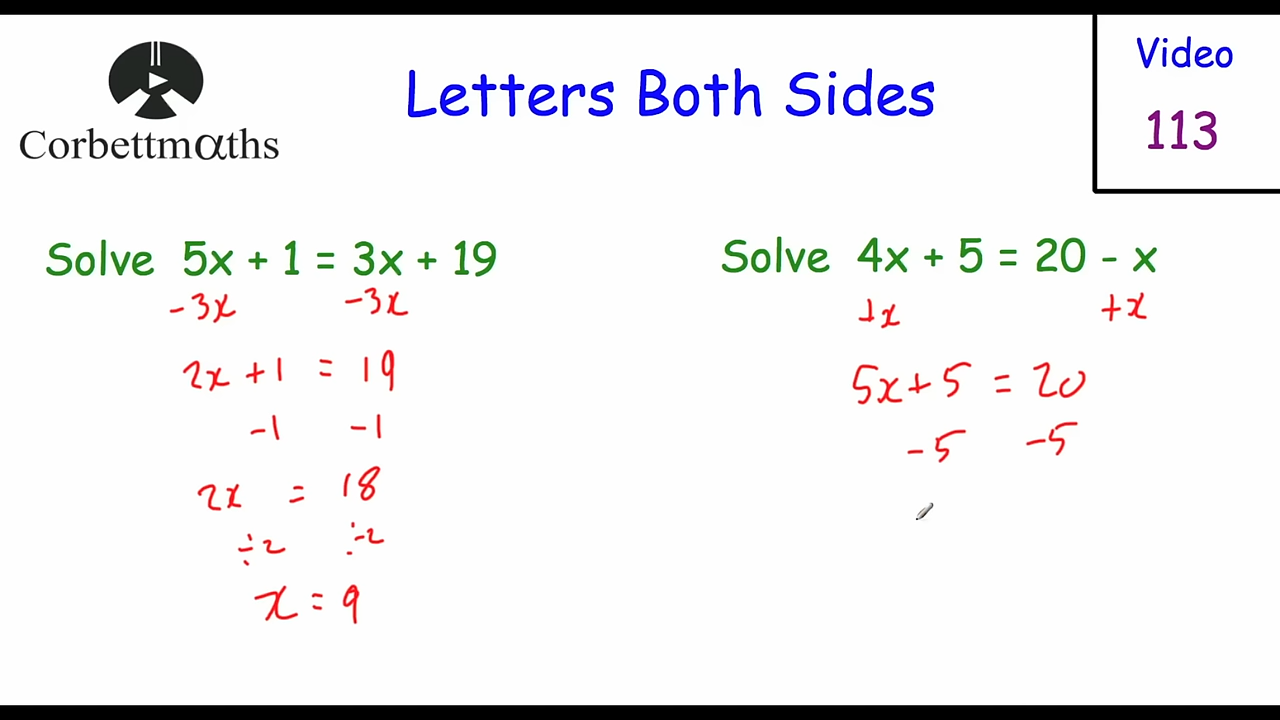 Corbettmαths
Letters Both Sides
Video
113
Solve 5x + 1 = 3x + 19
-3x -3x
2x + 1 = 19
-1 -1
2x = 18
÷2 ÷2
x = 9
Solve 4x + 5 = 20 - x
+x +x
5x + 5 = 20
-5 -5